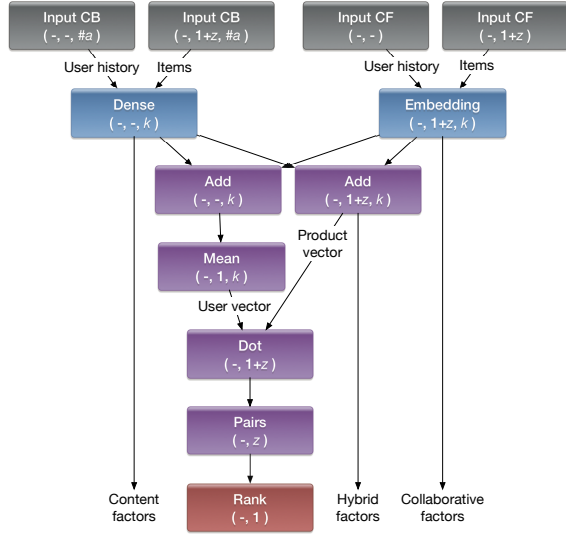 Input CB
( -, -, #a )
Input CB
( -, 1+z, #a )
Input CF
( -, - )
Input CF
( -, 1+z )
User history
Items
User history
Items
Dense
( -, -, k )
Embedding
( -, 1+z, k )
Add
( -, -, k )
Add
( -, 1+z, k )
Product
vector
Mean
( -, 1, k )
User vector
Dot
( -, 1+z )
Pairs
( -, z )
Content
factors
Rank
( -, 1 )
Hybrid
factors
Collaborative
factors